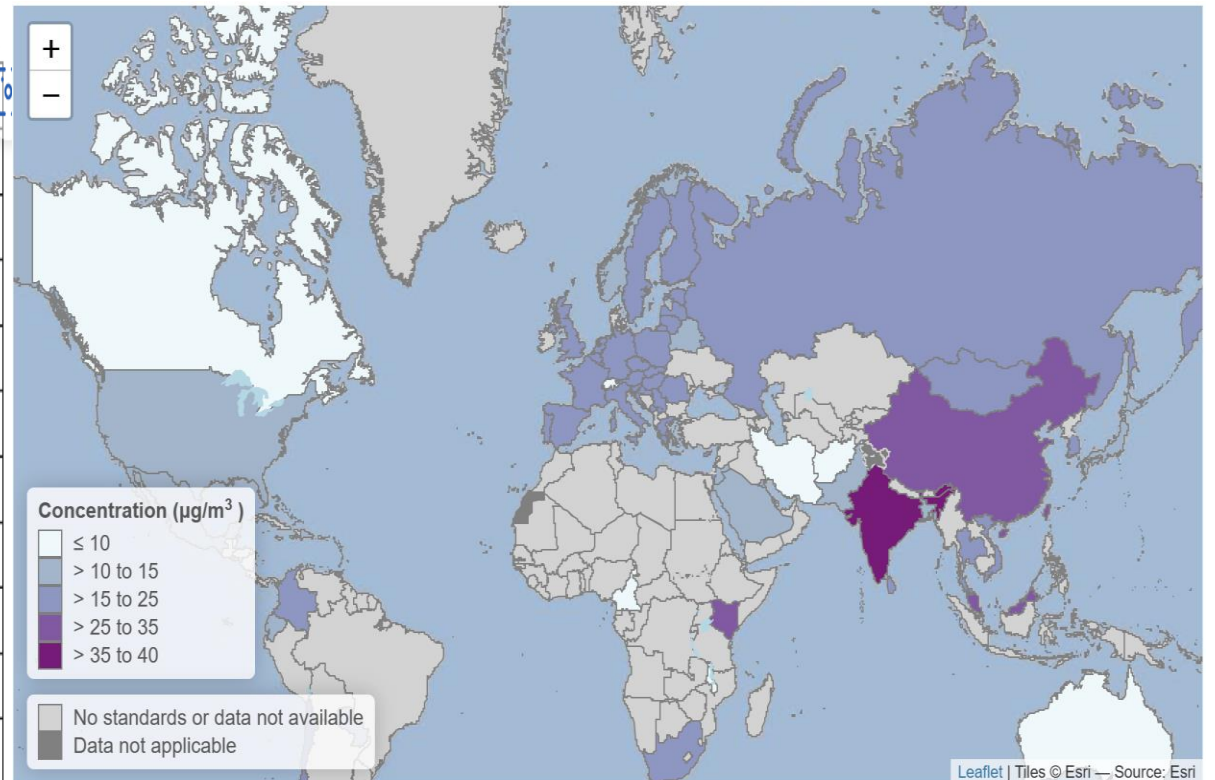 +
−
Concentration (µg/m³ )
≤ 10
> 10 to 15
> 15 to 25
> 25 to 35
> 35 to 40
No standards or data not available
Data not applicable
Leaflet | Tiles © Esri — Source: Esri